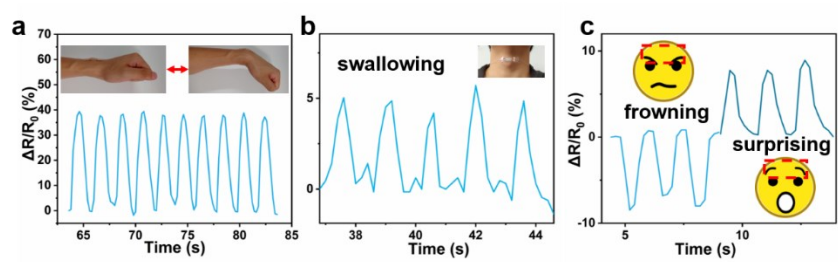 a
70
60
50
40
30
20
10
0
ΔR/R0 (%)
65 70 75 80 85
Time (s)
b
swallowing
5
0
38 40 42 44
Time (s)
c
10
0
-10
ΔR/R0 (%)
frowning
surprising
5 10
Time (s)